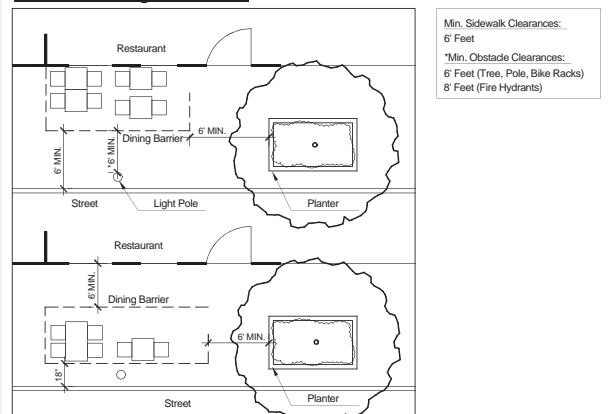 Restaurant
Min. Sidewalk Clearances:
6' Feet
*Min. Obstacle Clearances:
6' Feet (Tree, Pole, Bike Racks)
8' Feet (Fire Hydrants)
6' MIN.
Dining Barrier
6' MIN.
*6' MIN.
Street
Light Pole
Planter
Restaurant
6' MIN.
Dining Barrier
6' MIN.
18"
Street
Planter